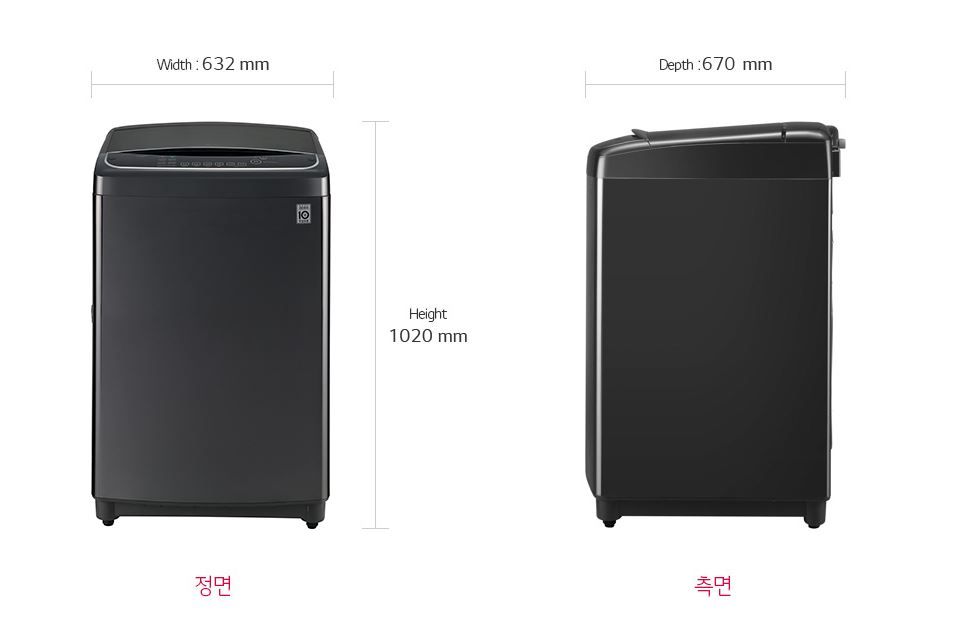 Width : 632 mm
Depth : 670 mm
Height
1020 mm
정면
측면